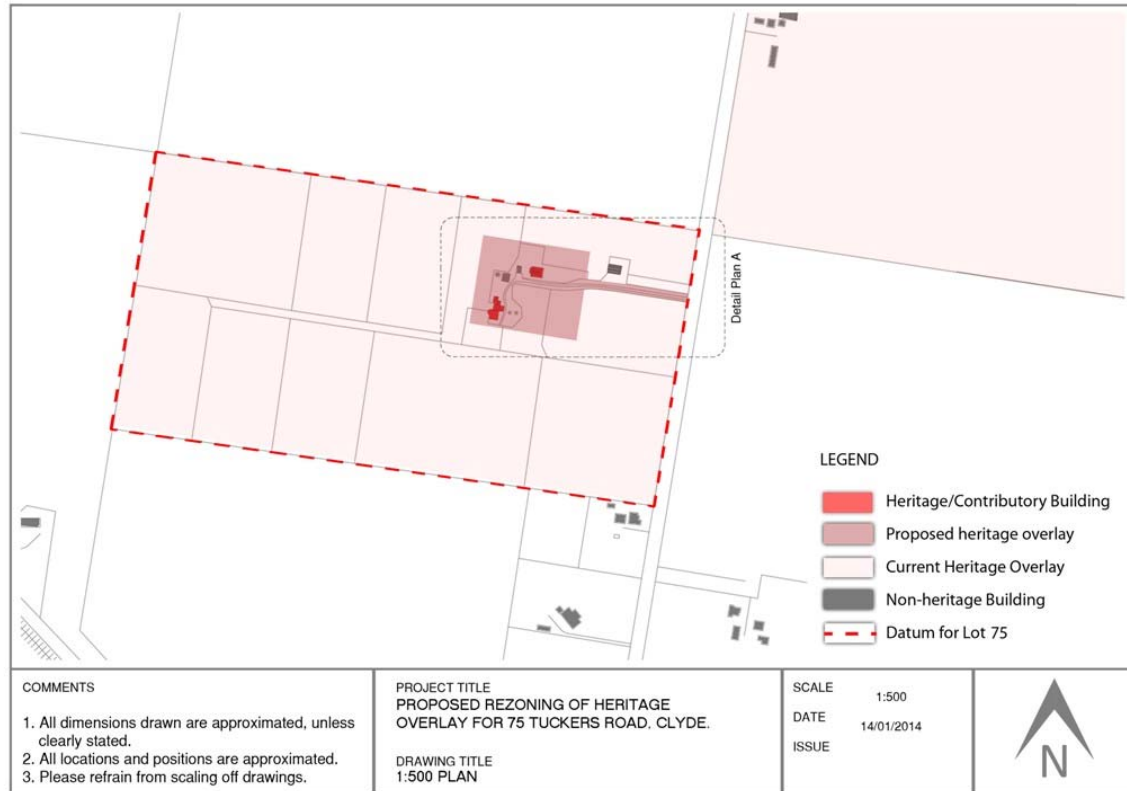 Detail Plan A
LEGEND
Heritage/Contributory Building
Proposed heritage overlay
Current Heritage Overlay
Non-heritage Building
Datum for Lot 75
COMMENTS
1. All dimensions drawn are approximated, unless
clearly stated.
2. All locations and positions are approximated.
3. Please refrain from scaling off drawings.
PROJECT TITLE
PROPOSED REZONING OF HERITAGE
OVERLAY FOR 75 TUCKERS ROAD, CLYDE.
DRAWING TITLE
1:500 PLAN
SCALE 1:500
DATE 14/01/2014
ISSUE
N